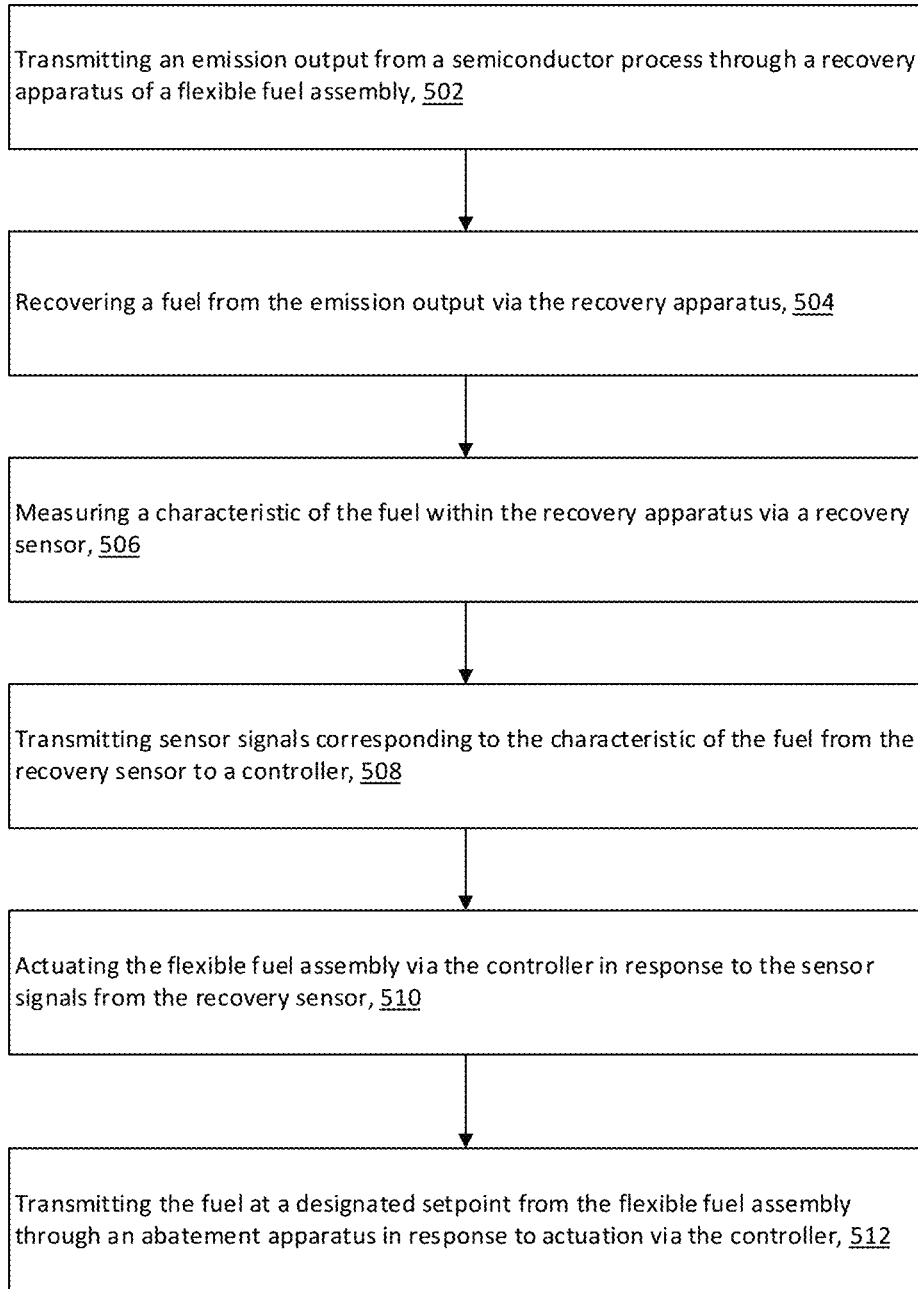 Transmitting an emission output from a semiconductor process through a recovery
apparatus of a flexible fuel assembly, 502
Recovering a fuel from the emission output via the recovery apparatus, 504
Measuring a characteristic of the fuel within the recovery apparatus via a recovery
sensor, 506
Transmitting sensor signals corresponding to the characteristic of the fuel from the
recovery sensor to a controller, 508
Actuating the flexible fuel assembly via the controller in response to the sensor
signals from the recovery sensor, 510
Transmitting the fuel at a designated setpoint from the flexible fuel assembly
through an abatement apparatus in response to actuation via the controller, 512